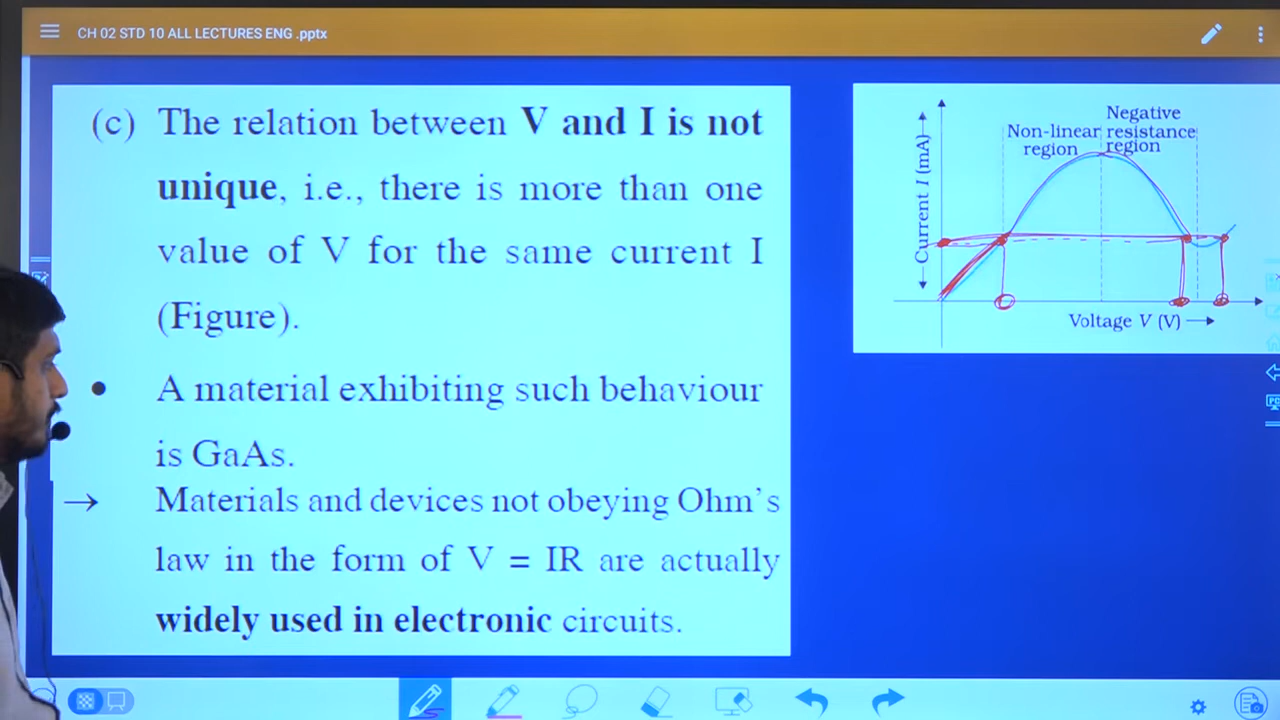 CH 02 STD 10 ALL LECTURES ENG .pptx
(c) The relation between V and I is not
unique, i.e., there is more than one
value of V for the same current I
(Figure).
• A material exhibiting such behaviour
is GaAs.
→ Materials and devices not obeying Ohm's
law in the form of V = IR are actually
widely used in electronic circuits.
Negative
Non-linear resistance
region region
Current I (mA)
Voltage V (V)
PC